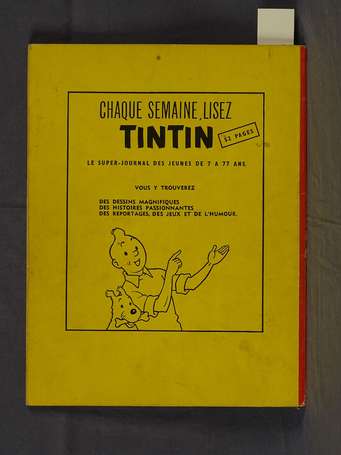 CHAQUE SEMAINE, LISEZ
TINTIN
52 PAGES
LE SUPER-JOURNAL DES JEUNES DE 7 A 77 ANS.
VOUS Y TROUVEREZ
DES DESSINS MAGNIFIQUES
DES HISTOIRES PASSIONNANTES
DES REPORTAGES, DES JEUX ET DE L'HUMOUR.